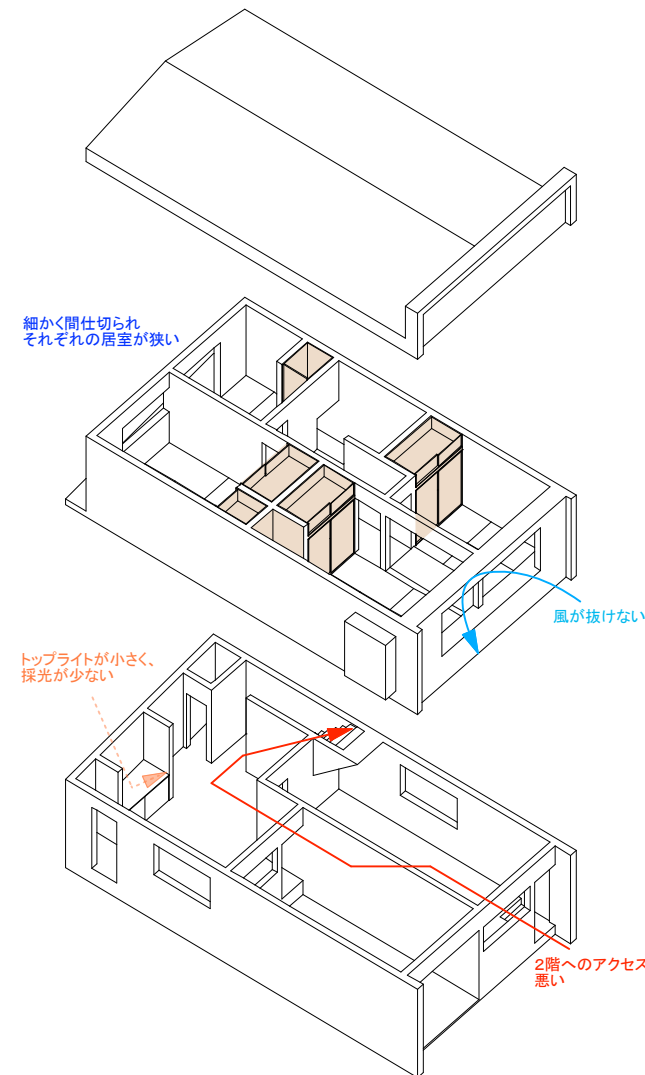 細かく間仕切られ
それぞれの居室が狭い
風が抜けない
トップライトが小さく、
採光が少ない
2階へのアクセス
悪い